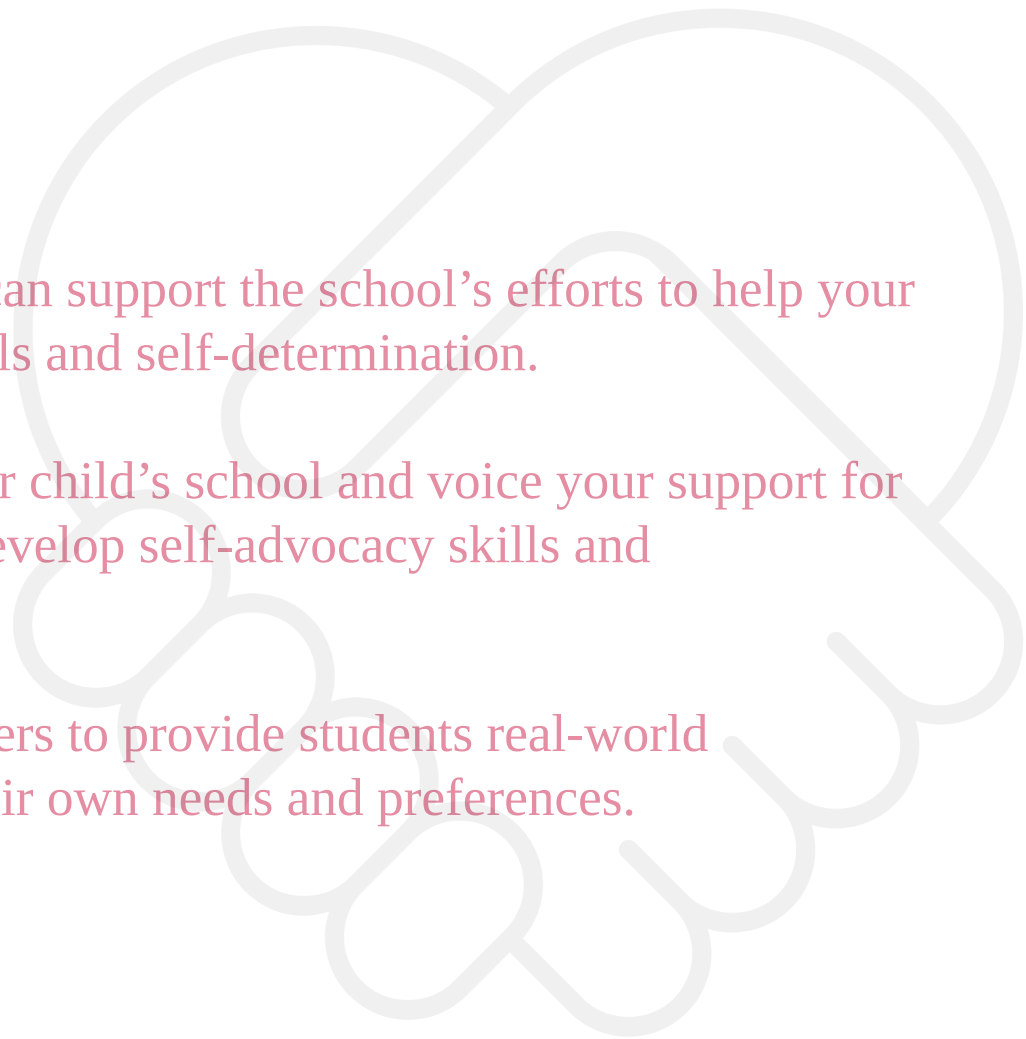 can support the school’s efforts to help your
ls and self-determination.
r child’s school and voice your support for
evelop self-advocacy skills and
ers to provide students real-world
ir own needs and preferences.